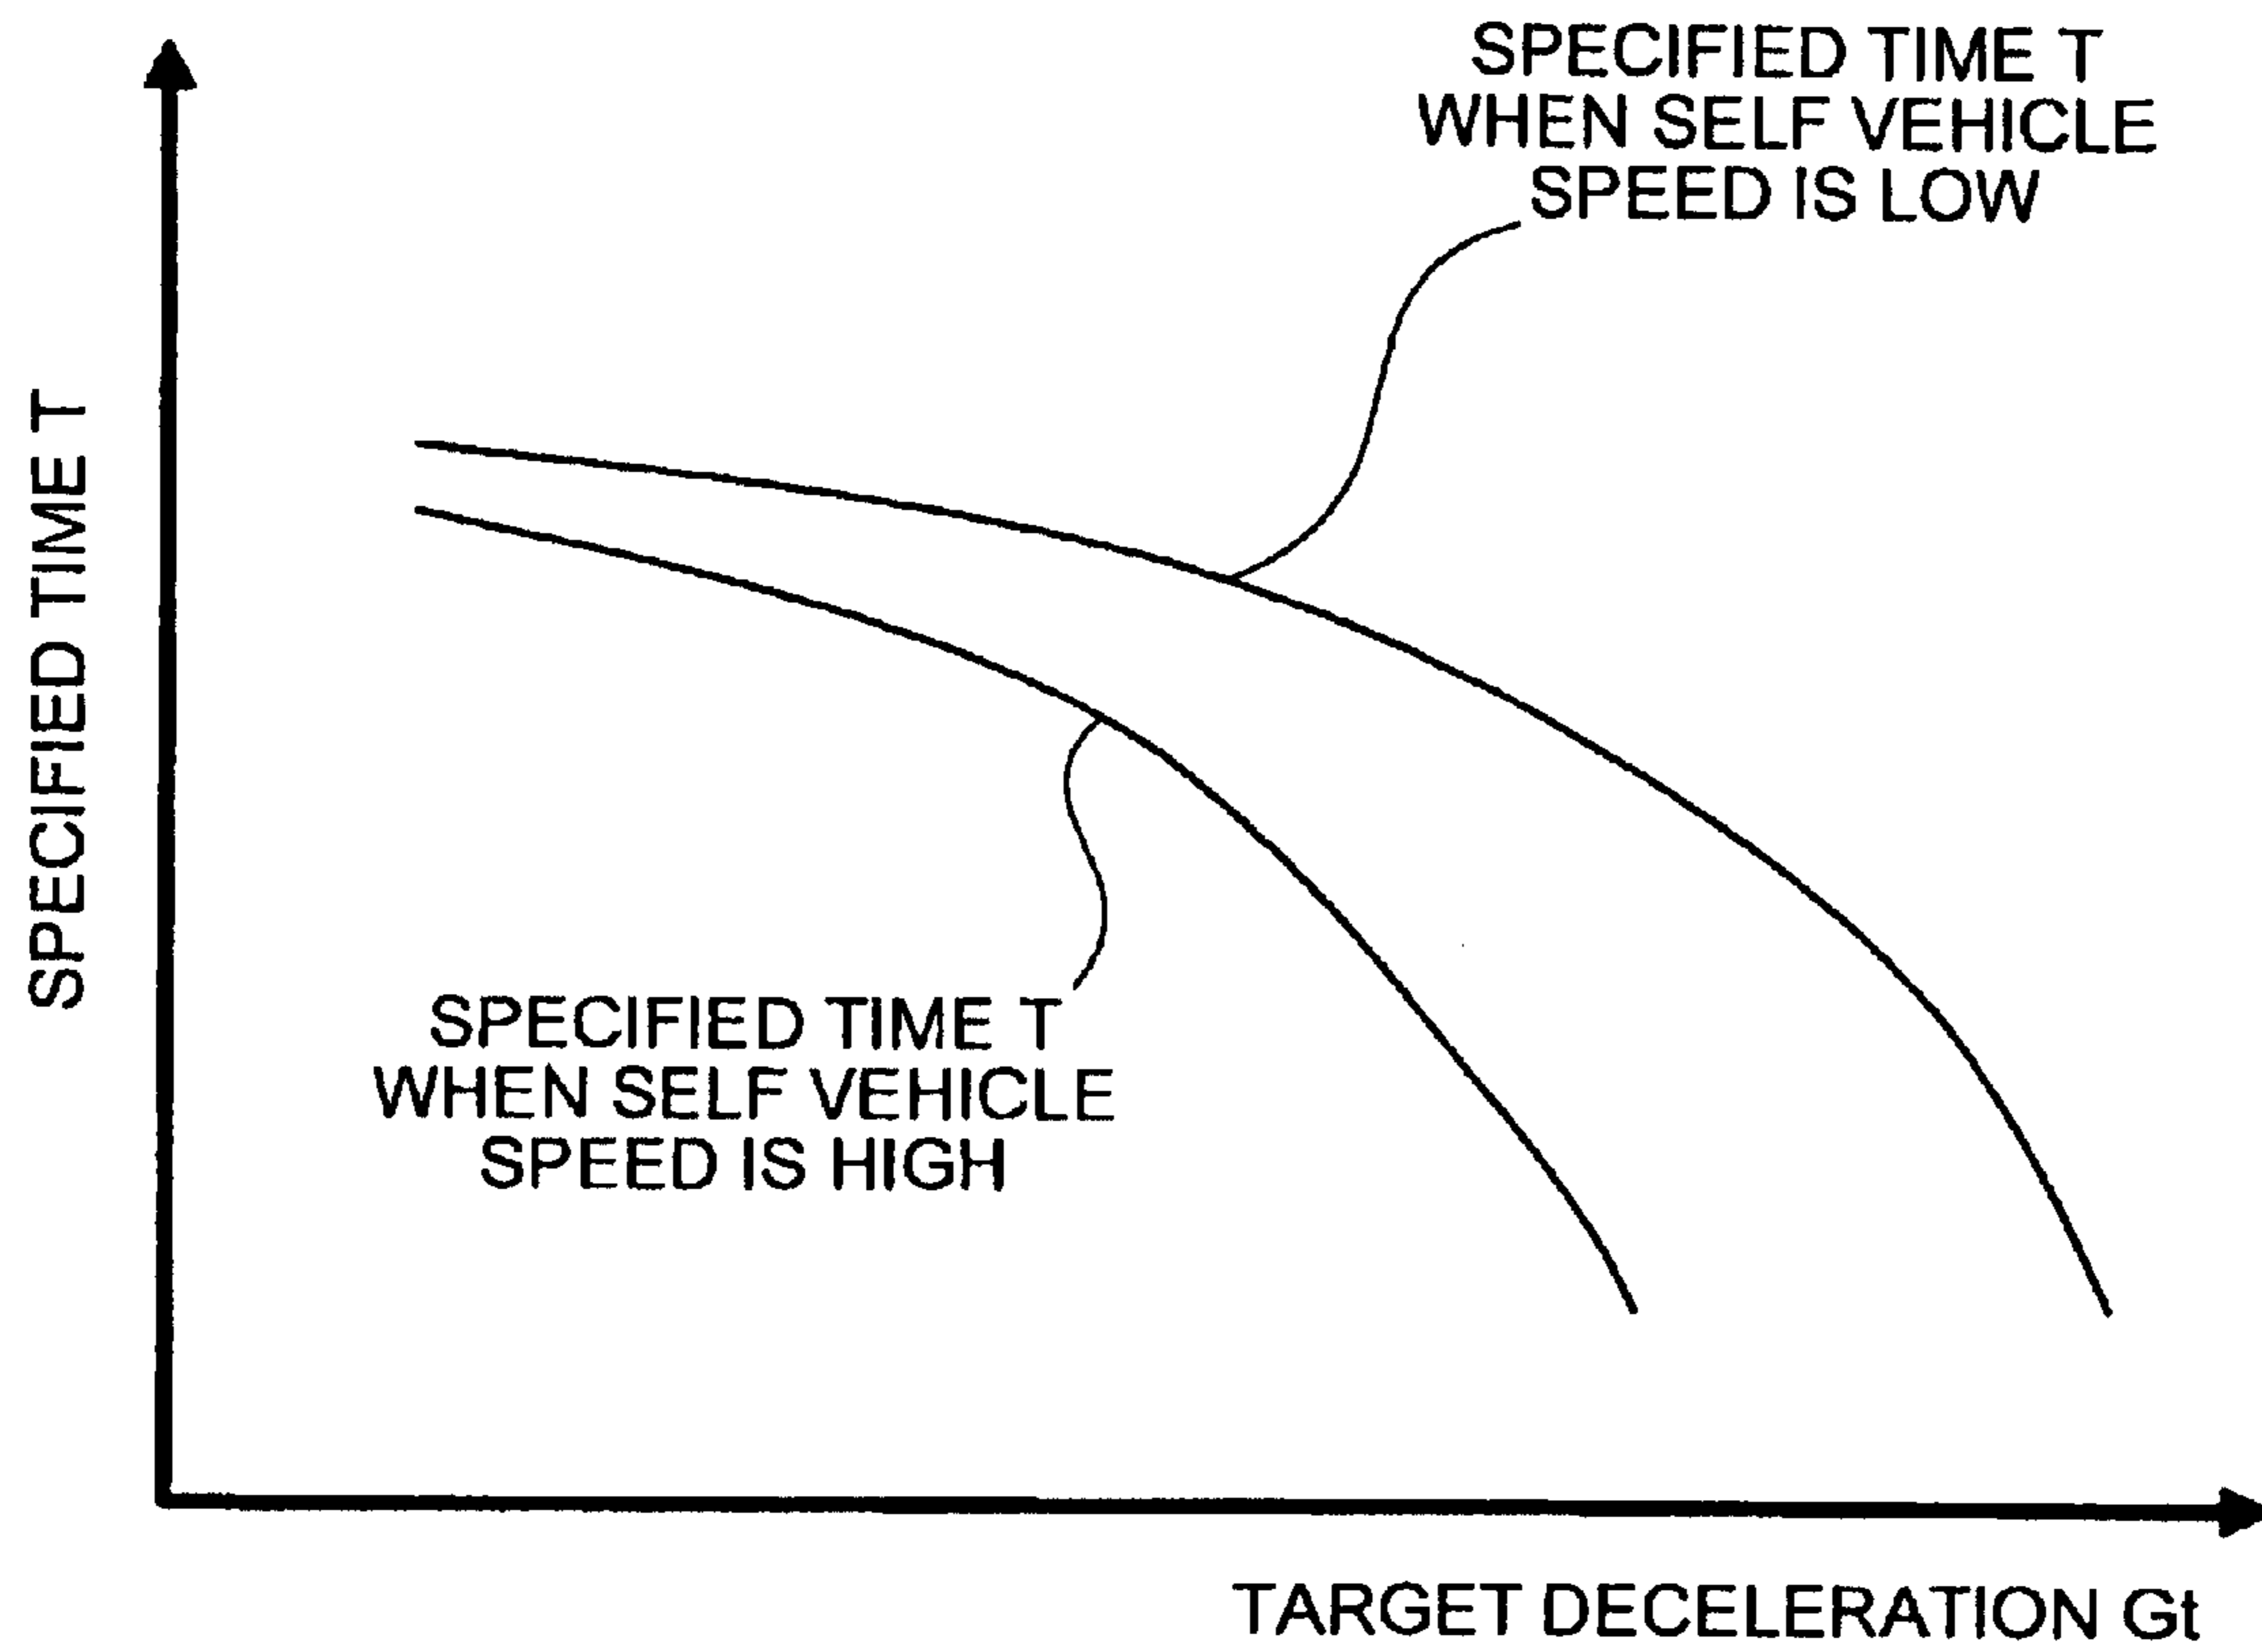 SPECIFIED TIME T
WHEN SELF VEHICLE
SPEED IS LOW
SPECIFIED TIME T
SPECIFIED TIME T
WHEN SELF VEHICLE
SPEED IS HIGH
TARGET DECELERATION Gt